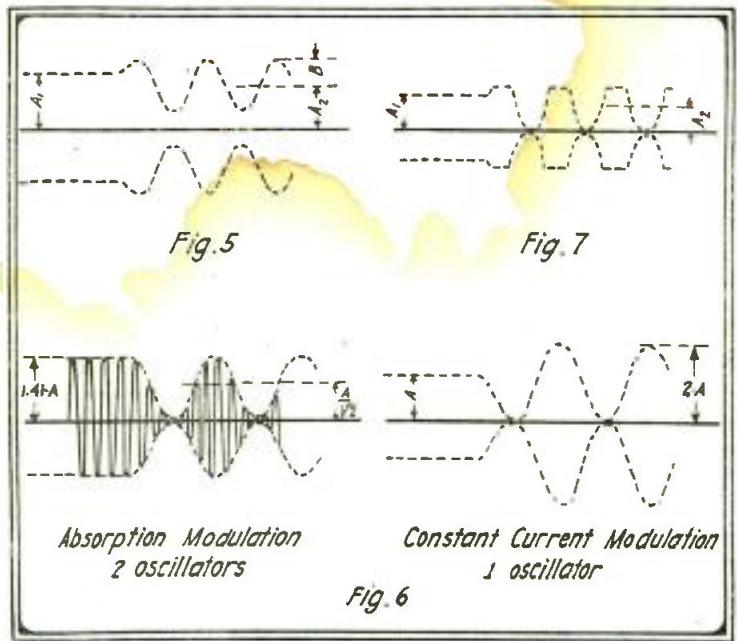 A₁
A₂
B
Fig. 5
A₁
A₂
Fig. 7
1.41-A
A/√2
Absorption Modulation
2 oscillators
A
2A
Constant Current Modulation
1 oscillator
Fig. 6